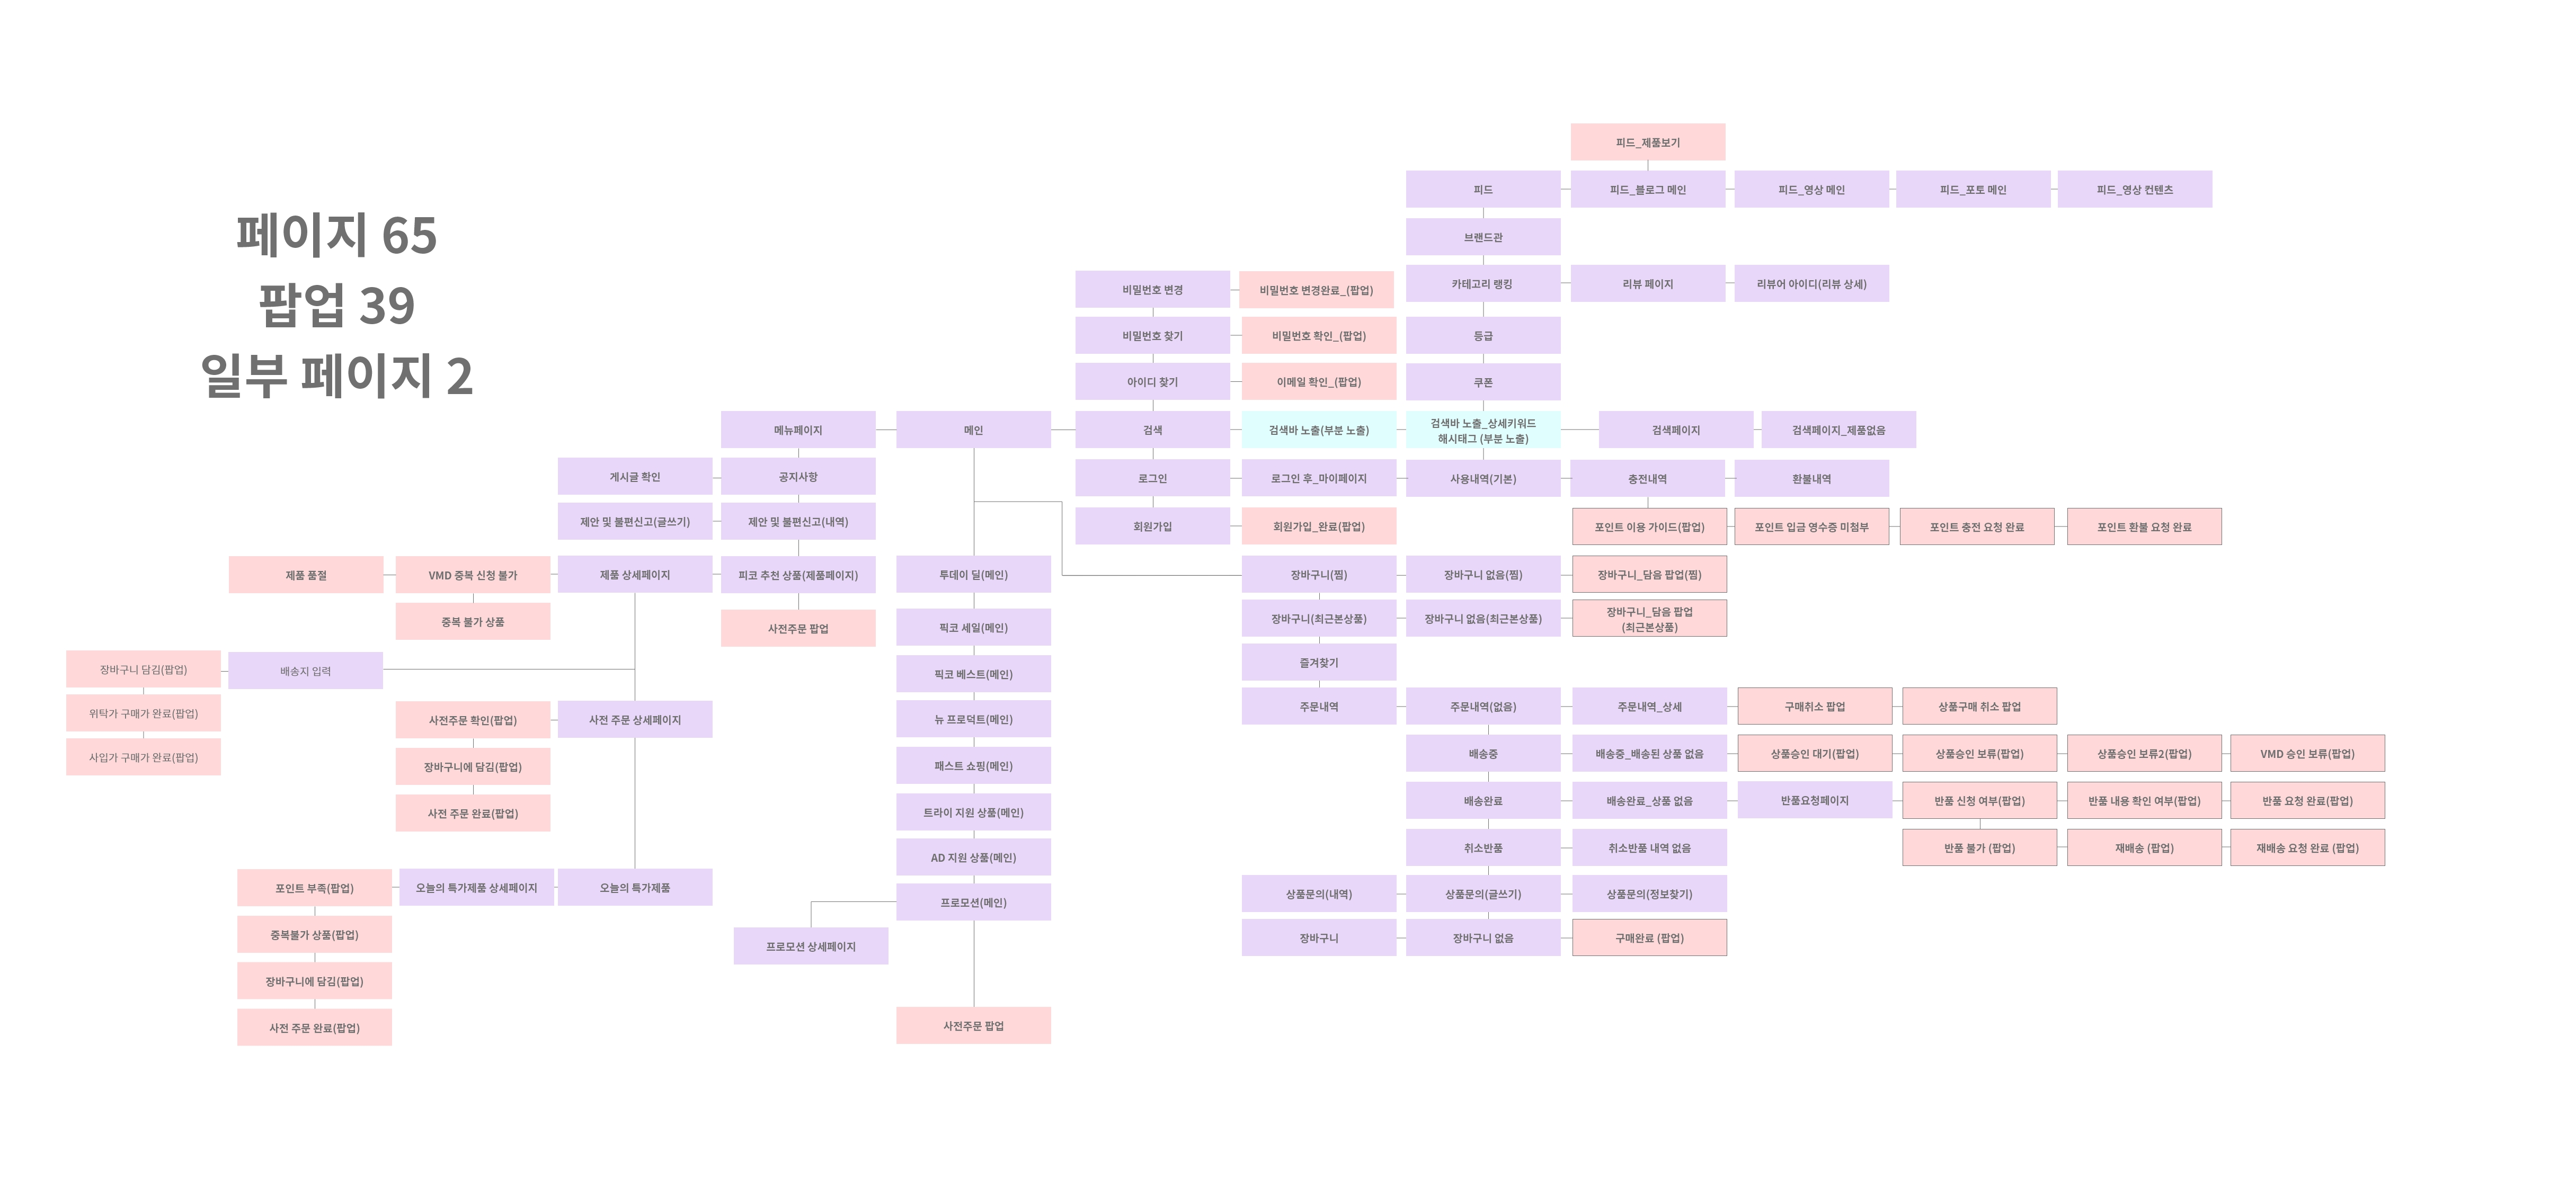 페이지 65
팝업 39
일부 페이지 2
피드_제품보기
피드
피드_블로그 메인
피드_영상 메인
피드_포토 메인
피드_영상 컨텐츠
브랜드관
비밀번호 변경
비밀번호 변경완료_(팝업)
카테고리 랭킹
리뷰 페이지
리뷰어 아이디(리뷰 상세)
비밀번호 찾기
비밀번호 확인_(팝업)
등급
아이디 찾기
이메일 확인_(팝업)
쿠폰
메뉴페이지
메인
검색
검색바 노출(부분 노출)
검색바 노출_상세키워드
해시태그 (부분 노출)
검색페이지
검색페이지_제품없음
게시글 확인
공지사항
로그인
로그인 후_마이페이지
사용내역(기본)
충전내역
환불내역
제안 및 불편신고(글쓰기)
제안 및 불편신고(내역)
회원가입
회원가입_완료(팝업)
포인트 이용 가이드(팝업)
포인트 입금 영수증 미첨부
포인트 충전 요청 완료
포인트 환불 요청 완료
제품 품절
VMD 중복 신청 불가
제품 상세페이지
피코 추천 상품(제품페이지)
투데이 딜(메인)
장바구니(찜)
장바구니 없음(찜)
장바구니_담음 팝업(찜)
중복 불가 상품
사전주문 팝업
픽코 세일(메인)
장바구니(최근본상품)
장바구니 없음(최근본상품)
장바구니_담음 팝업
(최근본상품)
장바구니 담김(팝업)
배송지 입력
픽코 베스트(메인)
즐겨찾기
위탁가 구매가 완료(팝업)
사전주문 확인(팝업)
사전 주문 상세페이지
뉴 프로덕트(메인)
주문내역
주문내역(없음)
주문내역_상세
구매취소 팝업
상품구매 취소 팝업
사입가 구매가 완료(팝업)
장바구니에 담김(팝업)
패스트 쇼핑(메인)
배송중
배송중_배송된 상품 없음
상품승인 대기(팝업)
상품승인 보류(팝업)
상품승인 보류2(팝업)
VMD 승인 보류(팝업)
사전 주문 완료(팝업)
트라이 지원 상품(메인)
배송완료
배송완료_상품 없음
반품요청페이지
반품 신청 여부(팝업)
반품 내용 확인 여부(팝업)
반품 요청 완료(팝업)
AD 지원 상품(메인)
취소반품
취소반품 내역 없음
반품 불가 (팝업)
재배송 (팝업)
재배송 요청 완료 (팝업)
포인트 부족(팝업)
오늘의 특가제품 상세페이지
오늘의 특가제품
프로모션(메인)
상품문의(내역)
상품문의(글쓰기)
상품문의(정보찾기)
중복불가 상품(팝업)
프로모션 상세페이지
장바구니
장바구니 없음
구매완료 (팝업)
장바구니에 담김(팝업)
사전 주문 완료(팝업)
사전주문 팝업